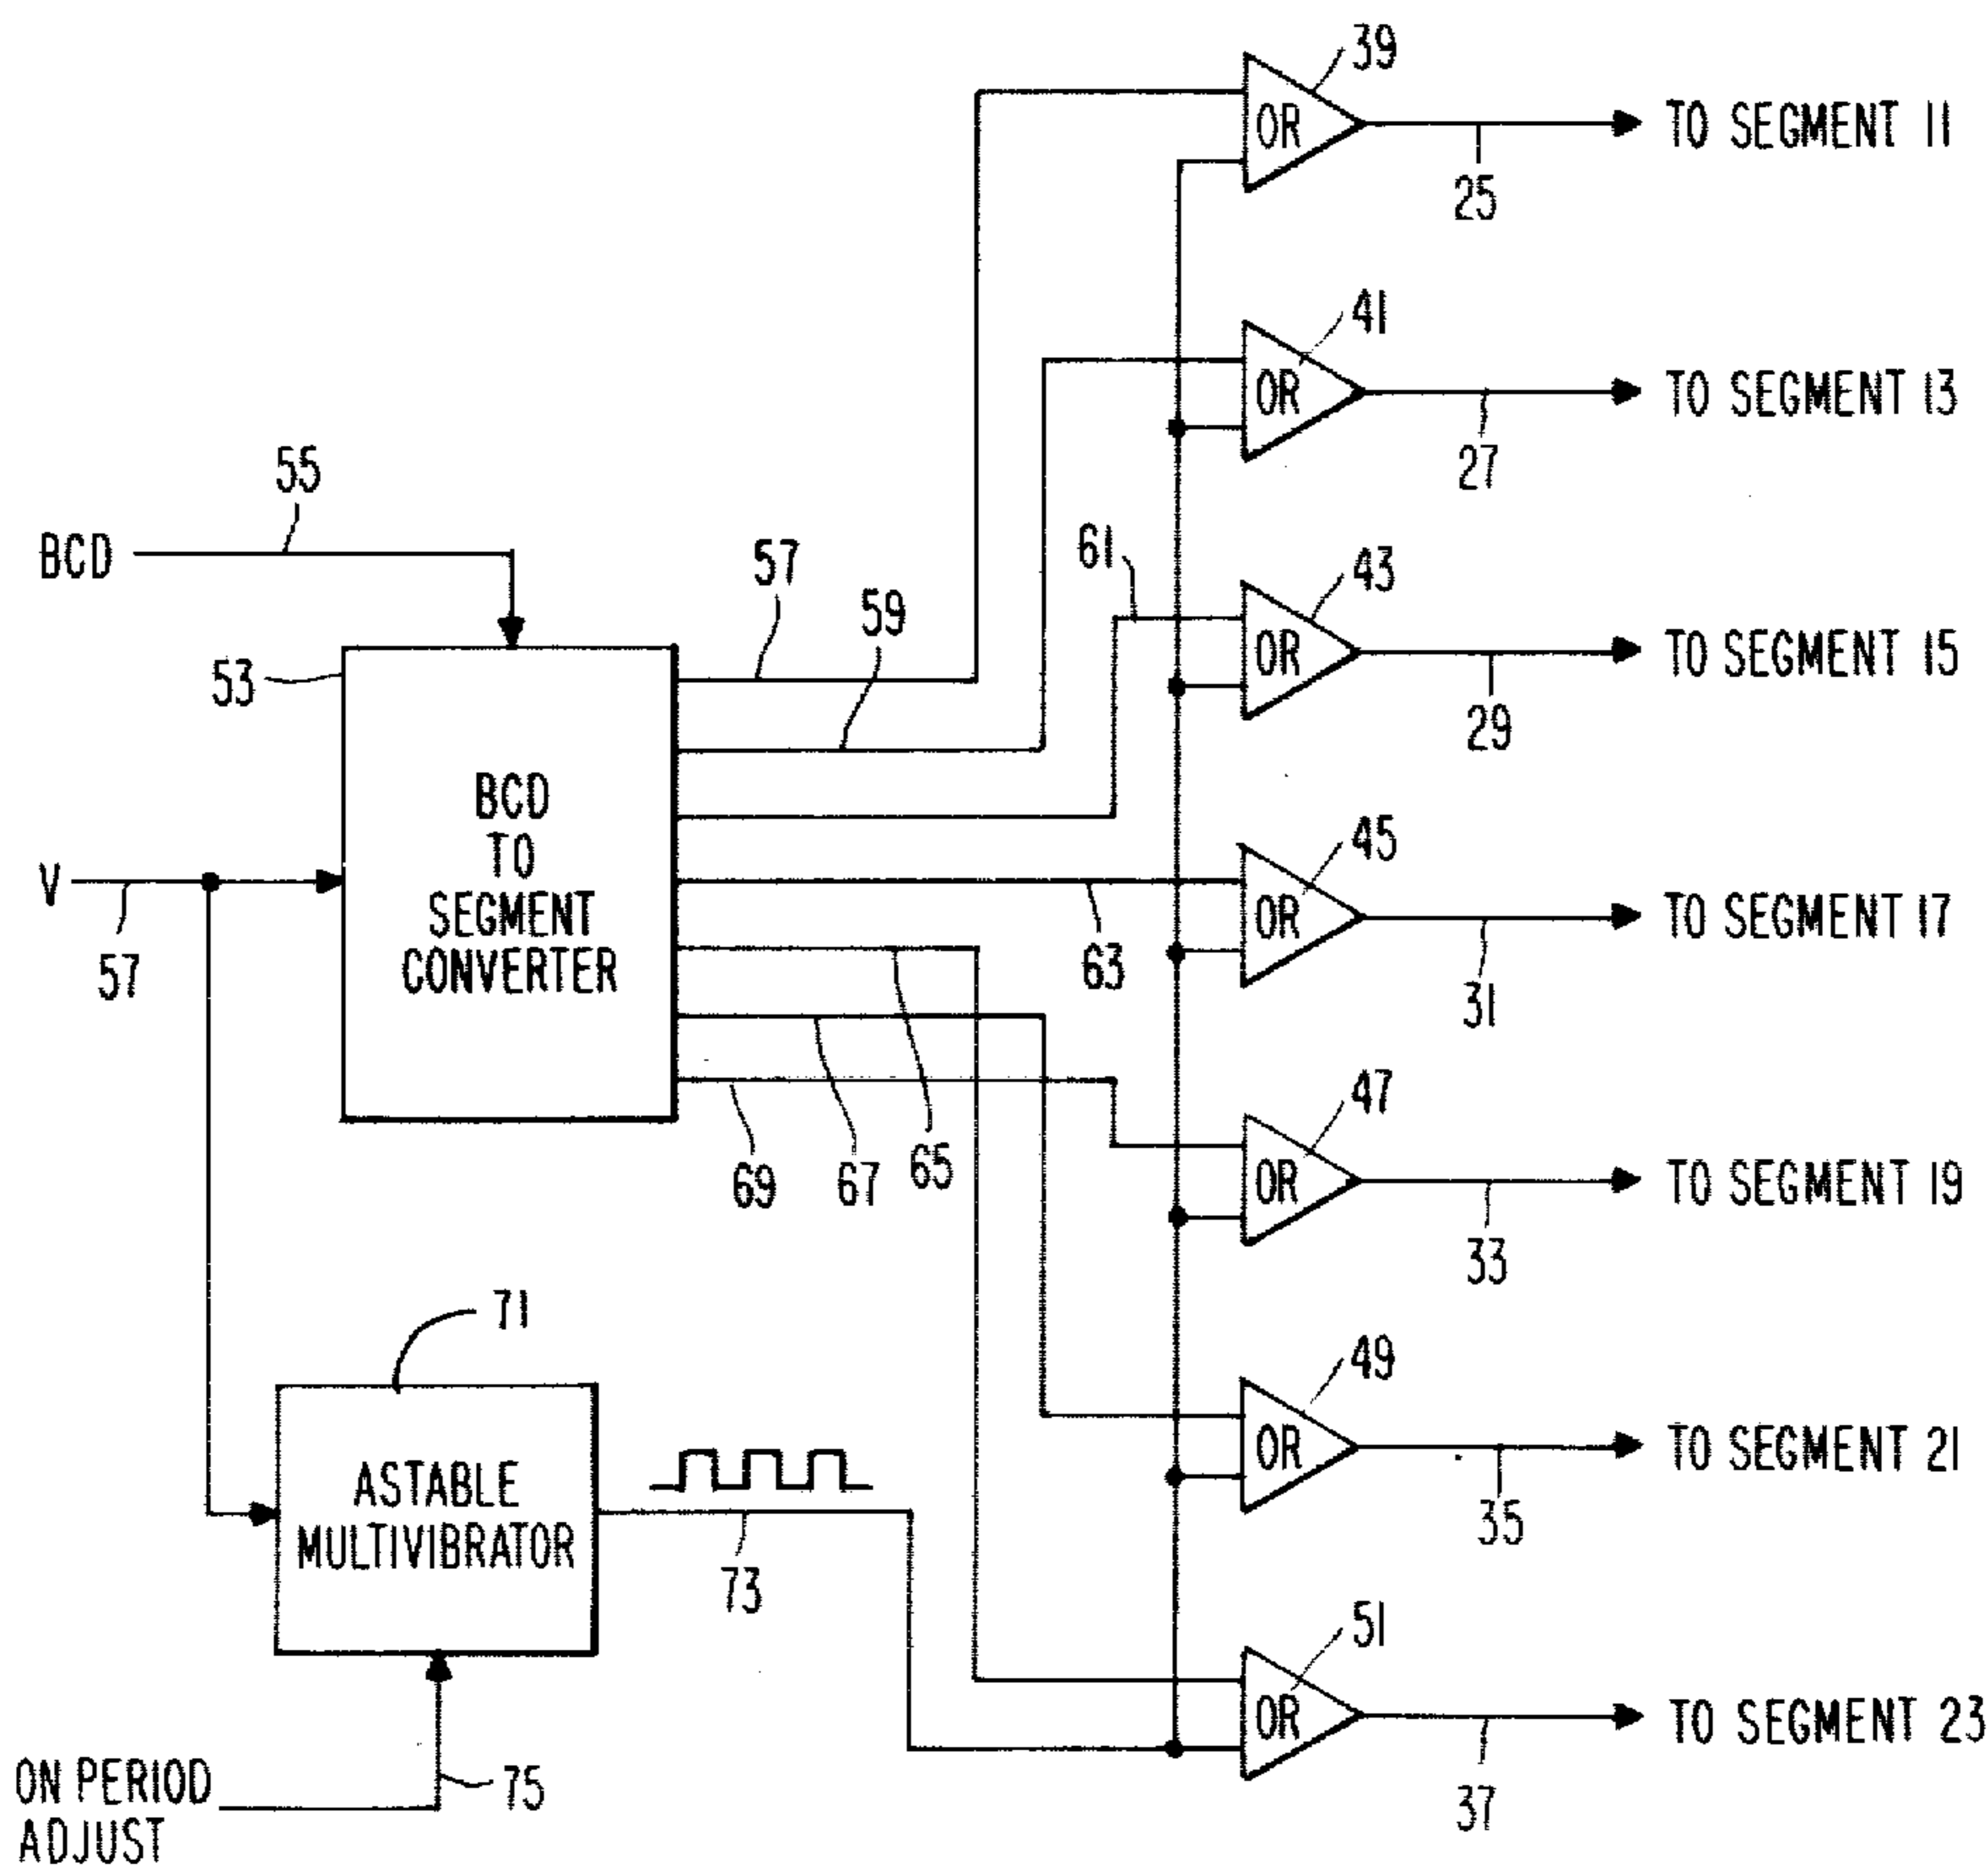 39
OR
TO SEGMENT 11
25
41
OR
TO SEGMENT 13
27
55
BCD
57
59
61
43
OR
TO SEGMENT 15
29
53
BCD
TO
SEGMENT
CONVERTER
V
57
63
45
OR
TO SEGMENT 17
31
69
67
65
47
OR
TO SEGMENT 19
33
71
ASTABLE
MULTIVIBRATOR
73
49
OR
TO SEGMENT 21
35
51
OR
TO SEGMENT 23
37
ON PERIOD
ADJUST
75